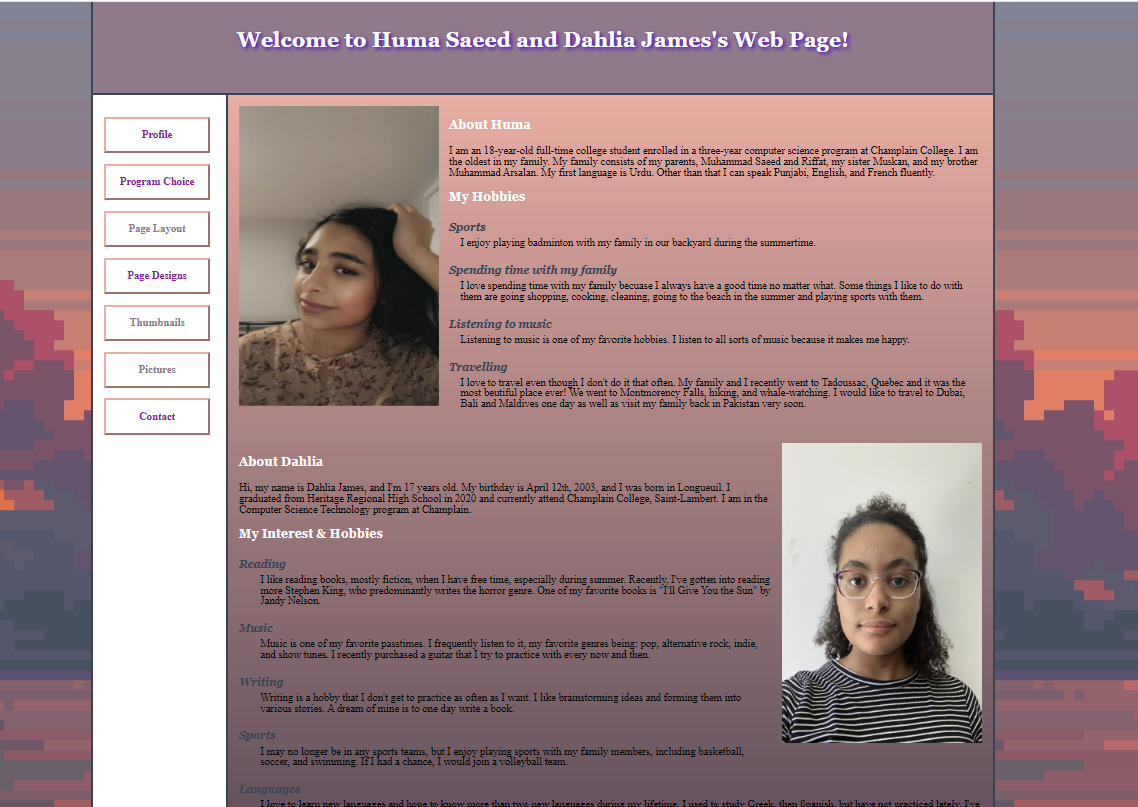 Welcome to Huma Saeed and Dahlia James's Web Page!
Profile
Program Choice
Page Layout
Page Designs
Thumbnails
Pictures
Contact
About Huma
I am an 18-year-old full-time college student enrolled in a three-year computer science program at Champlain College. I am
the oldest in my family. My family consists of my parents, Muhammad Saeed and Riffat, my sister Muskan, and my brother
Muhammad Arsalan. My first language is Urdu. Other than that I can speak Punjabi, English, and French fluently.
My Hobbies
Sports
I enjoy playing badminton with my family in our backyard during the summertime.
Spending time with my family
I love spending time with my family becuase I always have a good time no matter what. Some things I like to do with
them are going shopping, cooking, cleaning, going to the beach in the summer and playing sports with them.
Listening to music
Listening to music is one of my favorite hobbies. I listen to all sorts of music because it makes me happy.
Travelling
I love to travel even though I don't do it that often. My family and I recently went to Tadoussac, Quebec and it was the
most beutiful place ever! We went to Montmorency Falls, hiking, and whale-watching. I would like to travel to Dubai,
Bali and Maldives one day as well as visit my family back in Pakistan very soon.
About Dahlia
Hi, my name is Dahlia James, and I'm 17 years old. My birthday is April 12th, 2003, and I was born in Longueuil. I
graduated from Heritage Regional High School in 2020 and currently attend Champlain College, Saint-Lambert. I am in the
Computer Science Technology program at Champlain.
My Interest & Hobbies
Reading
I like reading books, mostly fiction, when I have free time, especially during summer. Recently, I've gotten into reading
more Stephen King, who predominantly writes the horror genre. One of my favorite books is "I'll Give You the Sun" by
Jandy Nelson.
Music
Music is one of my favorite passtimes. I frequently listen to it, my favorite genres being: pop, alternative rock, indie,
and show tunes. I recently purchased a guitar that I try to practice with every now and then.
Writing
Writing is a hobby that I don't get to practice as often as I want. I like brainstorming ideas and forming them into
various stories. A dream of mine is to one day write a book.
Sports
I may no longer be in any sports teams, but I enjoy playing sports with my family members, including basketball,
soccer, and swimming. If I had a chance, I would join a volleyball team.
Languages
I love to learn new languages and hope to know more than two new languages during my lifetime. I used to study Greek, then Spanish, but have not practiced lately. I've